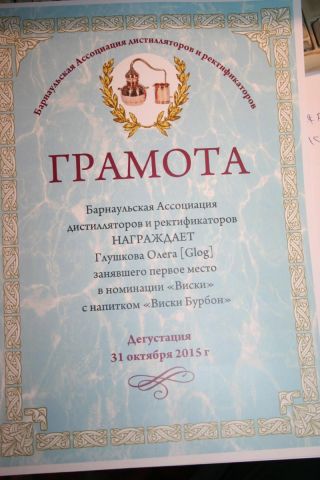 Барнаульская Ассоциация дистилляторов и ректификаторов
ГРАМОТА
Барнаульская Ассоциация
дистилляторов и ректификаторов
НАГРАЖДАЕТ
Глушкова Олега [Glog]
занявшего первое место
в номинации «Виски»
с напитком «Виски Бурбон»
Дегустация
31 октября 2015 г